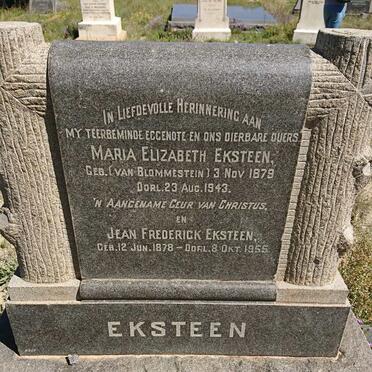 IN LIEFDEVOLLE HERINNERING AAN
MY TEERBEMINDE EGGENOTE EN ONS DIERBARE OUERS
MARIA ELIZABETH EKSTEEN,
GEB. (VAN BLOMMESTEIN) 3 NOV 1879
OORL. 23 AUG. 1943.
'N AANGENAME GEUR VAN CHRISTUS,
EN
JEAN FREDERICK EKSTEEN,
GEB. 12 JUN. 1878 – OORL. 8 OKT. 1955.
EKSTEEN